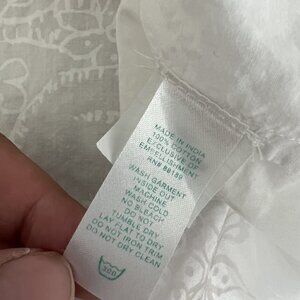 MADE IN INDIA
100% COTTON
EXCLUSIVE OF
EMBELLISHMENT
RN# 89189
WASH GARMENT
INSIDE OUT
MACHINE
WASH COLD
NO BLEACH
DO NOT
TUMBLE DRY
LAY FLAT TO DRY
DO NOT IRON TRIM
DO NOT DRY CLEAN